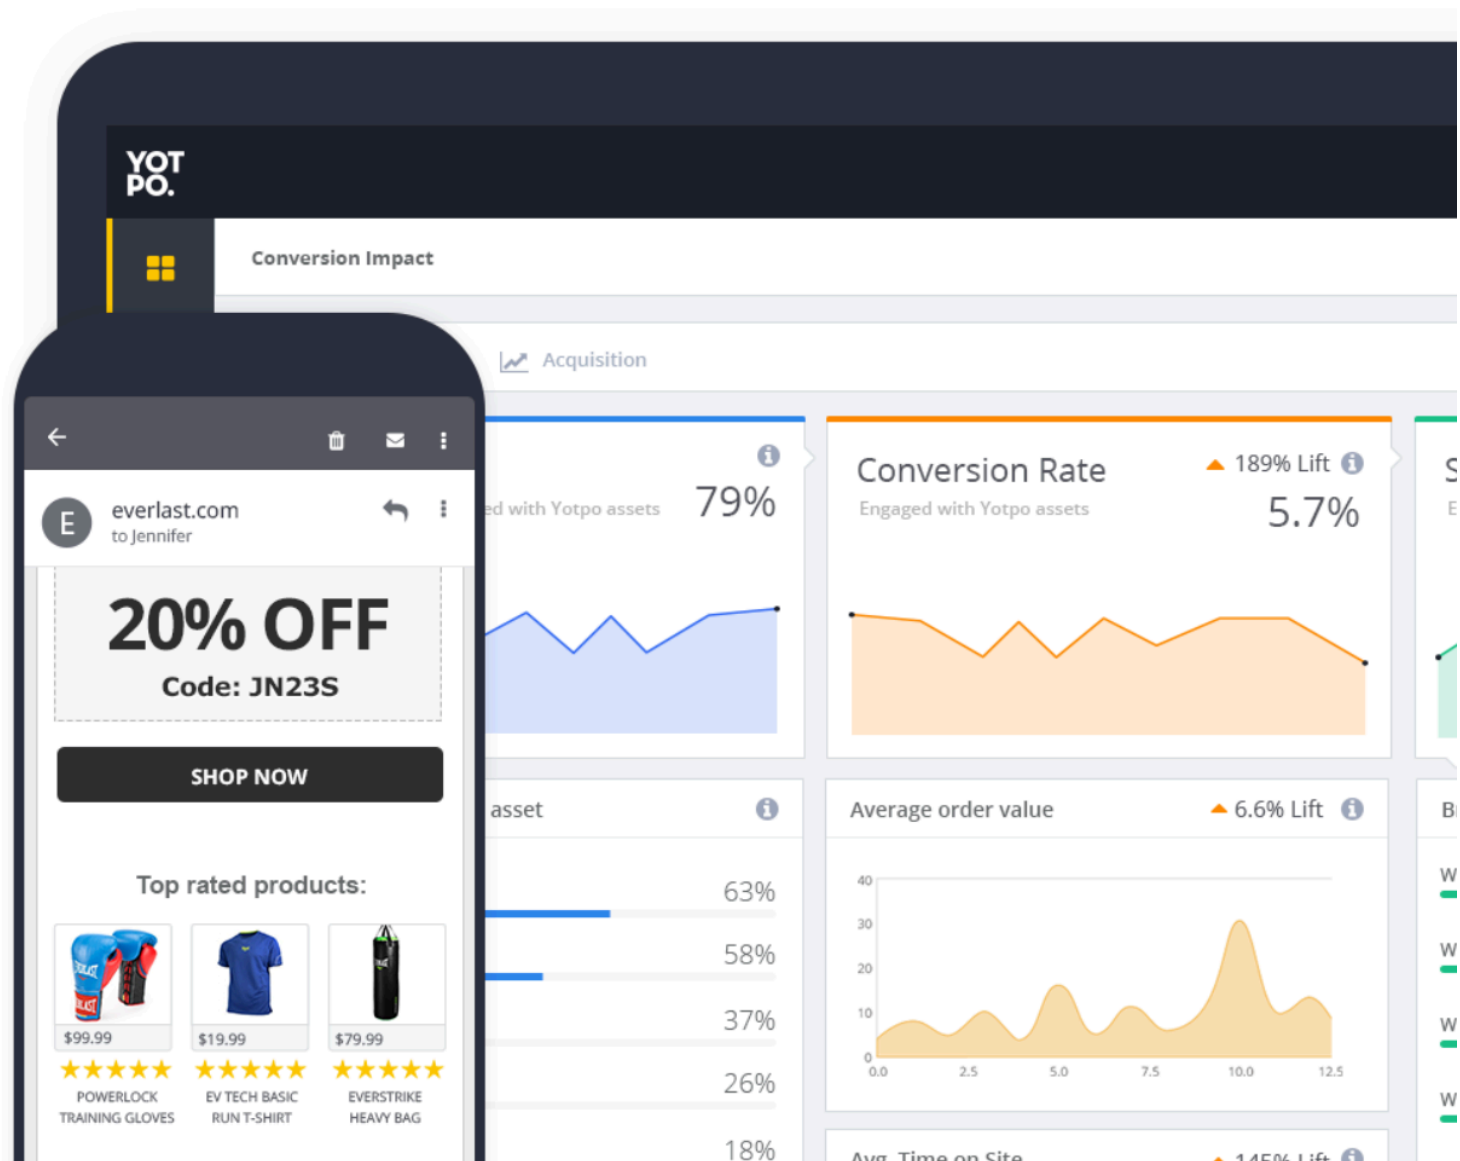 YOT
PO.
Conversion Impact
Acquisition
79%
ed with Yotpo assets
Conversion Rate
189% Lift
Engaged with Yotpo assets
5.7%
asset
63%
58%
37%
26%
18%
Average order value
6.6% Lift
40
30
20
10
0
0.0 2.5 5.0 7.5 10.0 12.5
Avg. Time on Site
145% Lift
E
everlast.com
to Jennifer
20% OFF
Code: JN23S
SHOP NOW
Top rated products:
$99.99 $19.99 $79.99
POWERLOCK EV TECH BASIC EVERSTRIKE
TRAINING GLOVES RUN T-SHIRT HEAVY BAG